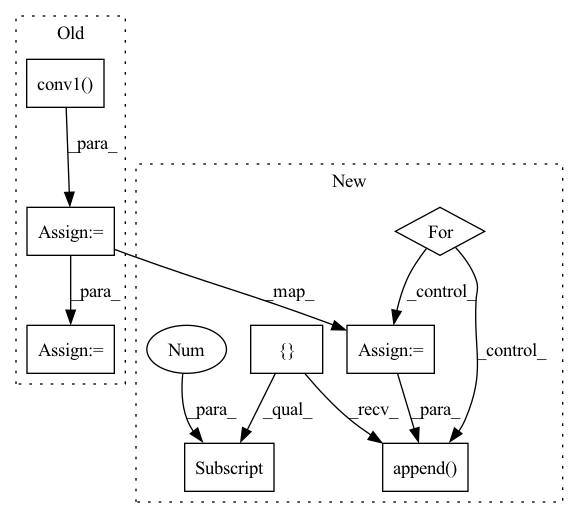 Old
conv1()
_para_
New
Assign:=
For
_para_
_map_
_control_
Assign:=
Num
{}
Assign:=
_control_
_para_
_qual_
_recv_
_para_
Subscript
append()